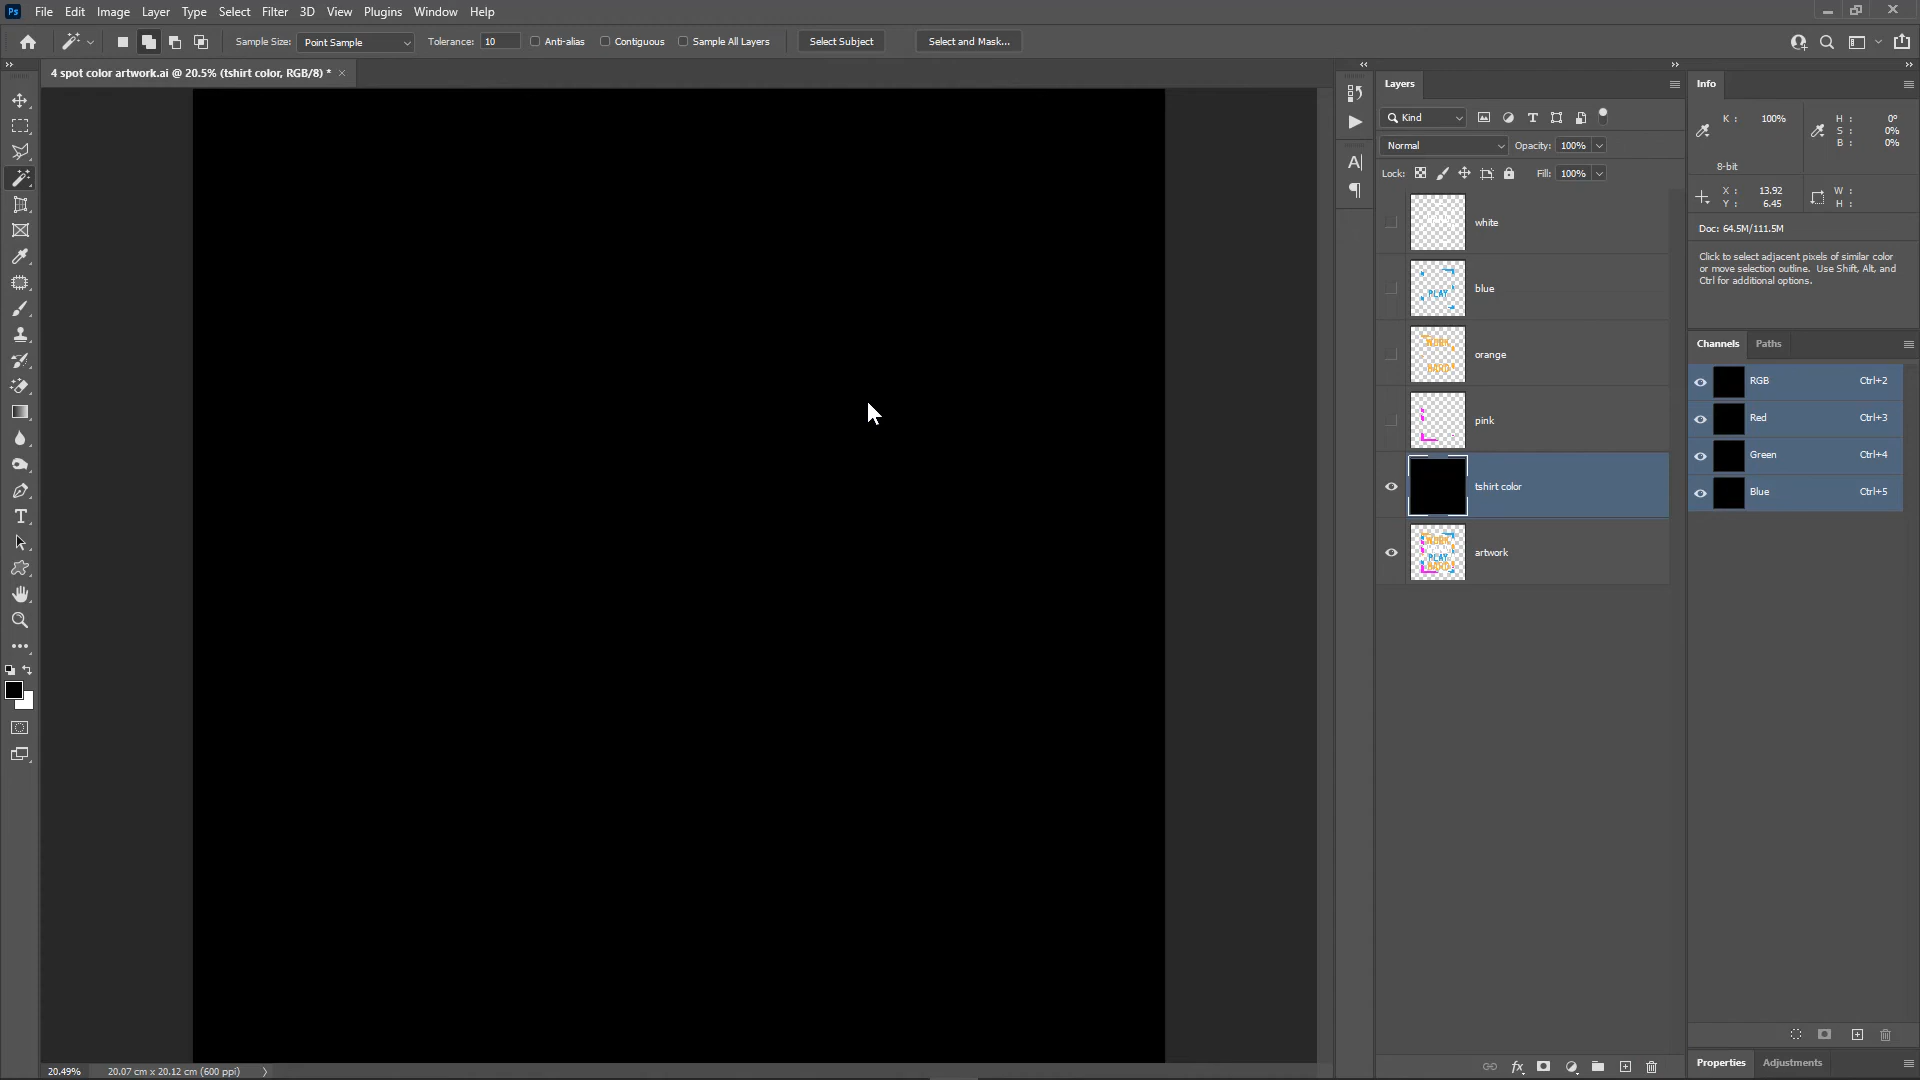 Ps File Edit Image Layer Type Select Filter 3D View Plugins Window Help
Sample Size: Point Sample Tolerance: 10 Anti-alias Contiguous Sample All Layers Select Subject Select and Mask...
4 spot color artwork.ai @ 20.5% (tshirt color, RGB/8) * ×
Layers
Kind
Normal Opacity: 100%
Lock: Fill: 100%
white
blue
PLAY
orange
WORK
HARD
pink
tshirt color
artwork
WORK
PLAY
HARD
Info
K : 100%
8-bit
H : 0°
S : 0%
B : 0%
X : 13.92
Y : 6.45
W :
H :
Doc: 64.5M/111.5M
Click to select adjacent pixels of similar color
or move selection outline. Use Shift, Alt, and
Ctrl for additional options.
Channels Paths
RGB Ctrl+2
Red Ctrl+3
Green Ctrl+4
Blue Ctrl+5
Properties Adjustments
20.49% 20.07 cm x 20.12 cm (600 ppi)